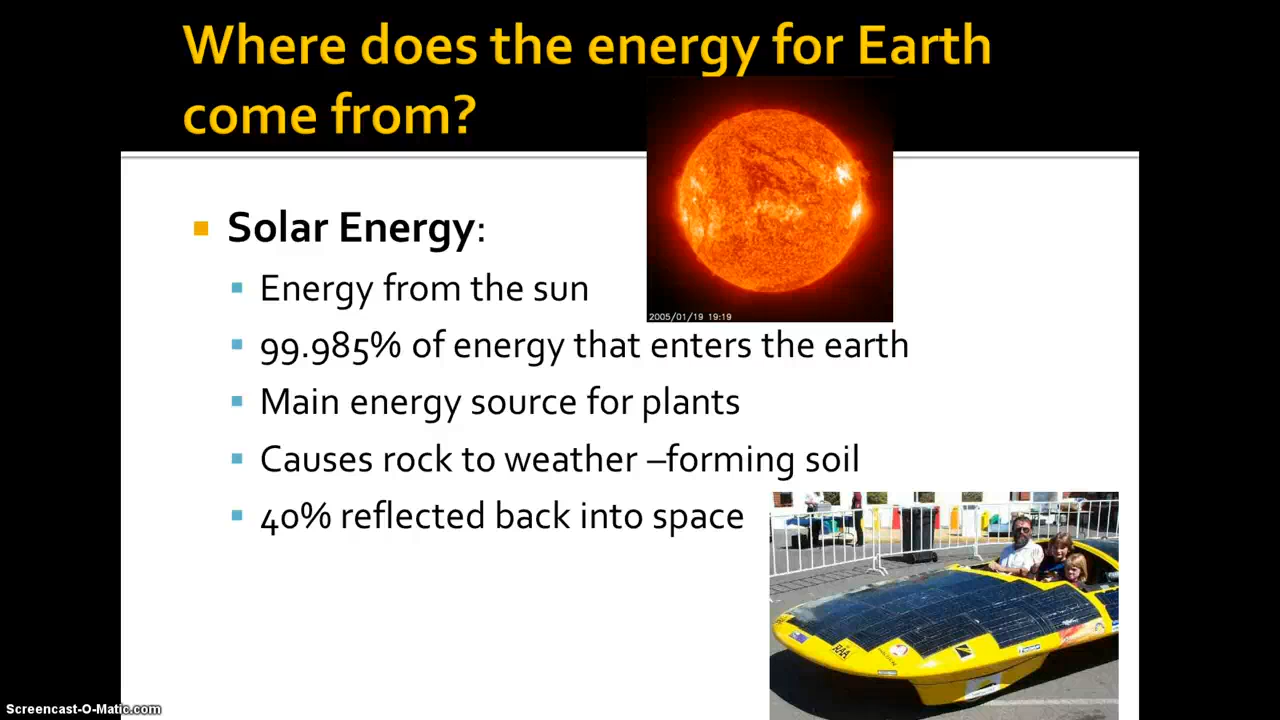 Where does the energy for Earth
come from?
2005/01/19 19:19
Solar Energy:
Energy from the sun
99.985% of energy that enters the earth
Main energy source for plants
Causes rock to weather –forming soil
40% reflected back into space
RAA
Screencast-O-Matic.com